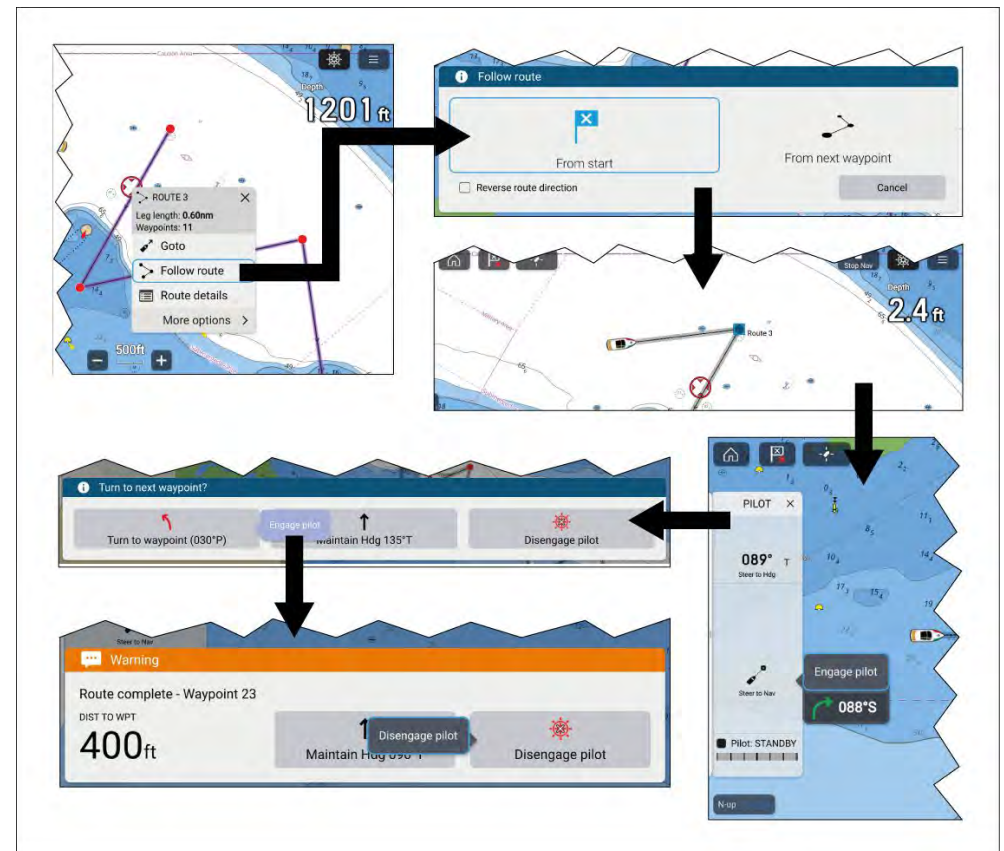 Depth
1201 ft
ROUTE 3
Leg length: 0.60nm
Waypoints: 11
Goto
Follow route
Route details
More options
500ft
Follow route
From start
From next waypoint
Reverse route direction
Cancel
Stop Nav
Depth
2.4 ft
Route 3
PILOT
089° T
Steer to Hdg
Steer to Nav
Engage pilot
088°S
Pilot: STANDBY
N-up
Turn to next waypoint?
Turn to waypoint (030°P)
Engage pilot
Maintain Hdg 135°T
Disengage pilot
Steer to Nav
Warning
Route complete - Waypoint 23
DIST TO WPT
400ft
Maintain Hdg
Disengage pilot
Disengage pilot